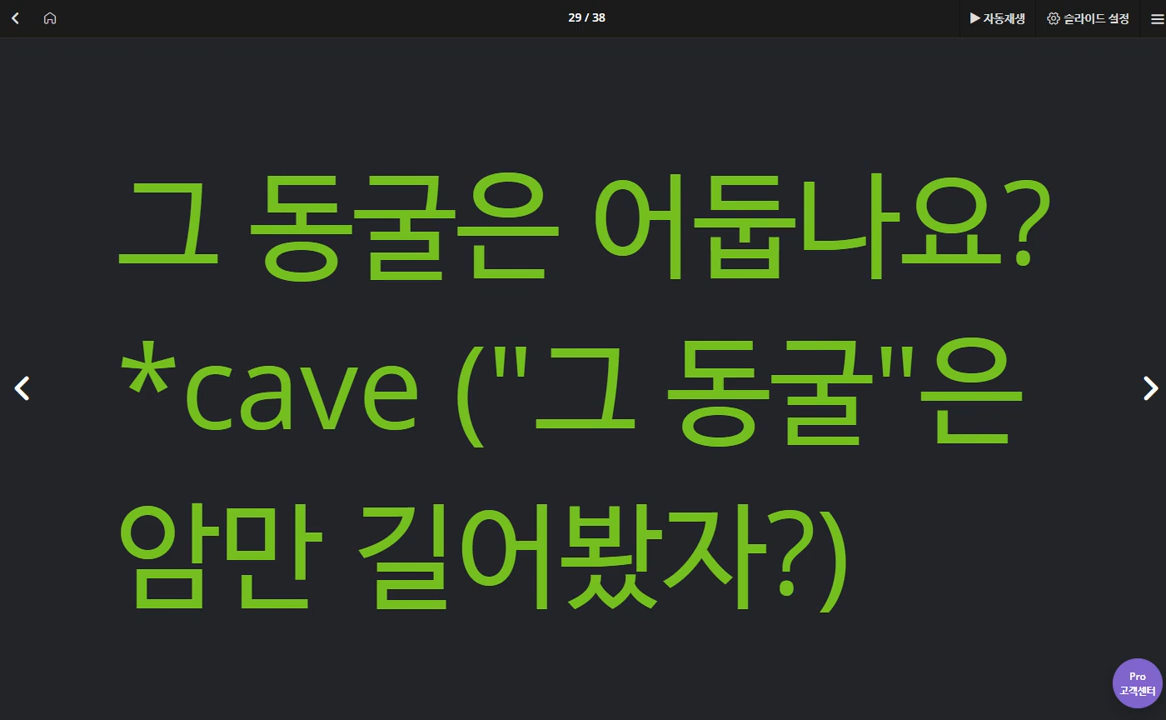 29 / 38
▶ 자동재생
슬라이드 설정
그 동굴은 어둡나요?
*cave ("그 동굴"은
암만 길어봤자?)
Pro
고객센터